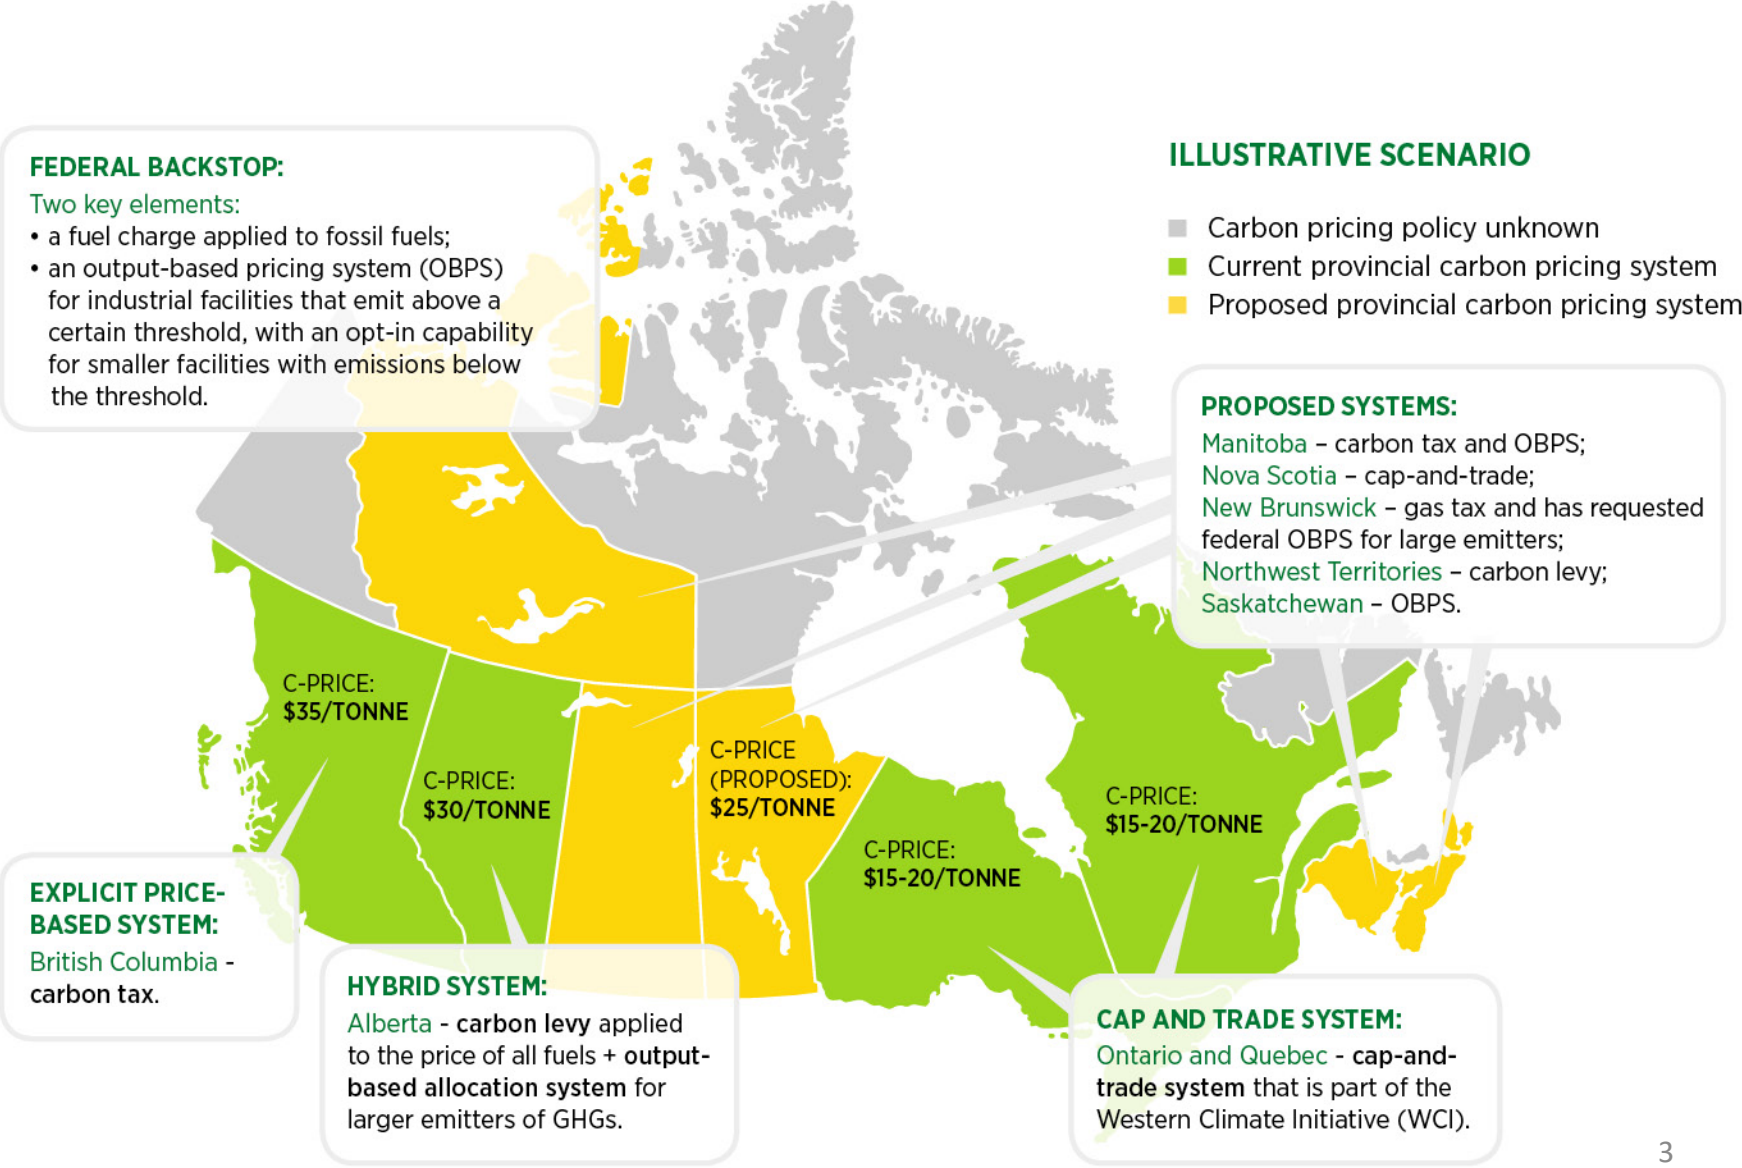 FEDERAL BACKSTOP:
Two key elements:
• a fuel charge applied to fossil fuels;
• an output-based pricing system (OBPS)
for industrial facilities that emit above a
certain threshold, with an opt-in capability
for smaller facilities with emissions below
the threshold.
ILLUSTRATIVE SCENARIO
Carbon pricing policy unknown
Current provincial carbon pricing system
Proposed provincial carbon pricing system
PROPOSED SYSTEMS:
Manitoba – carbon tax and OBPS;
Nova Scotia – cap-and-trade;
New Brunswick – gas tax and has requested
federal OBPS for large emitters;
Northwest Territories – carbon levy;
Saskatchewan – OBPS.
C-PRICE:
$35/TONNE
C-PRICE:
$30/TONNE
C-PRICE
(PROPOSED):
$25/TONNE
C-PRICE:
$15-20/TONNE
C-PRICE:
$15-20/TONNE
EXPLICIT PRICE-
BASED SYSTEM:
British Columbia -
carbon tax.
HYBRID SYSTEM:
Alberta - carbon levy applied
to the price of all fuels + output-
based allocation system for
larger emitters of GHGs.
CAP AND TRADE SYSTEM:
Ontario and Quebec - cap-and-
trade system that is part of the
Western Climate Initiative (WCI).
3